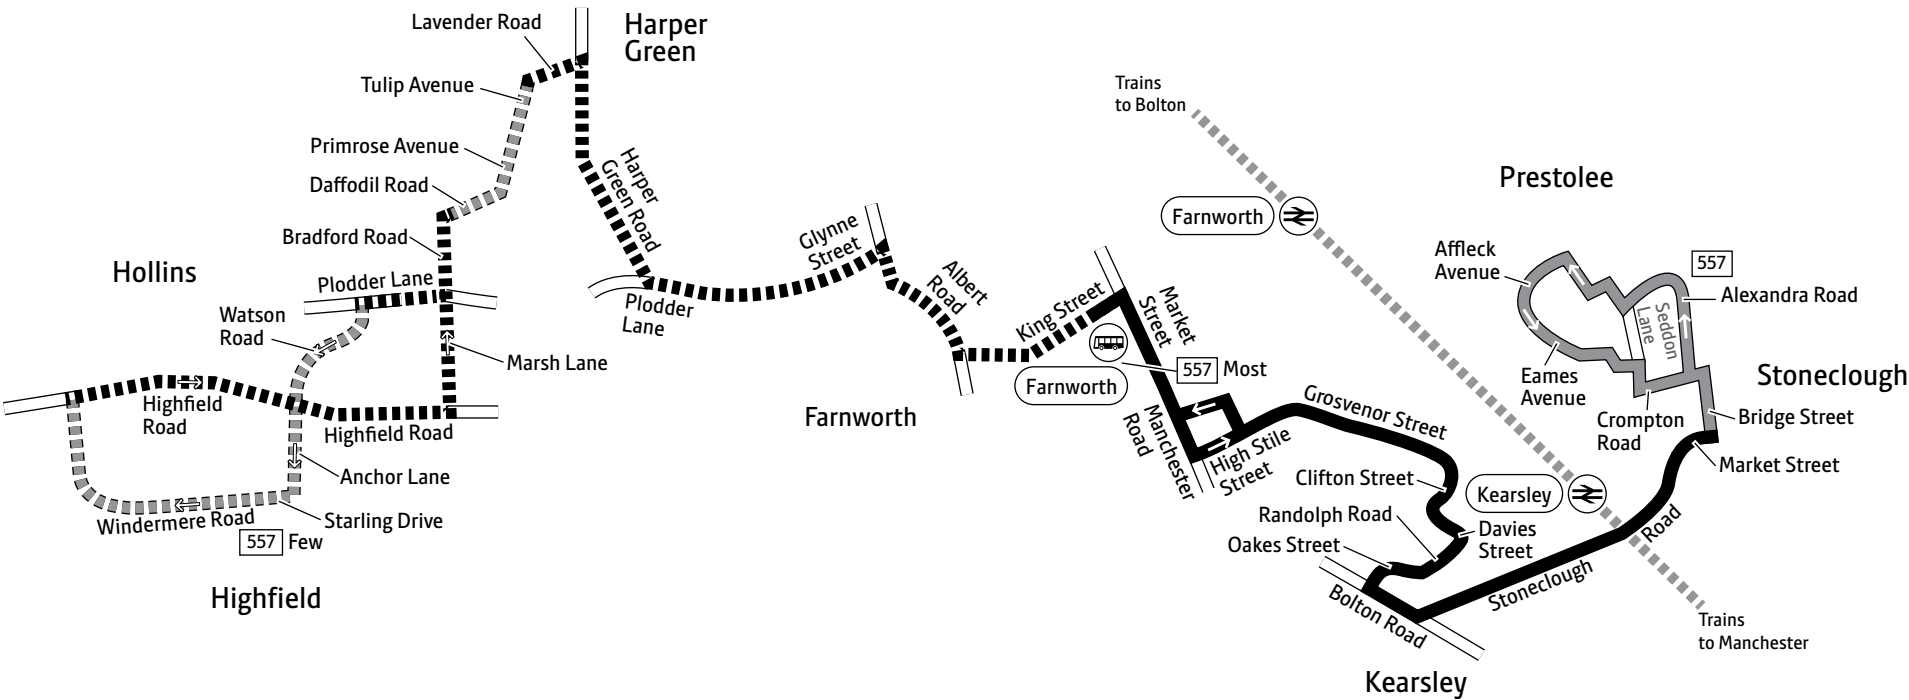 Lavender Road
Harper
Green
Tulip Avenue
Primrose Avenue
Daffodil Road
Bradford Road
Harper
Green Road
Hollins
Plodder Lane
Watson
Road
Marsh Lane
Highfield
Road
Highfield Road
Anchor Lane
Windermere Road
Starling Drive
557 Few
Highfield
Plodder
Lane
Glynne
Street
Albert
Road
Farnworth
King Street
Market
Street
Farnworth
557 Most
Manchester
Road
High Stile
Street
Grosvenor Street
Trains
to Bolton
Farnworth
Clifton Street
Kearsley
Randolph Road
Davies
Street
Oakes Street
Bolton Road
Stoneclough
Road
Kearsley
Trains
to Manchester
Prestolee
Affleck
Avenue
557
Alexandra Road
Seddon
Lane
Eames
Avenue
Stoneclough
Crompton
Road
Bridge Street
Market Street